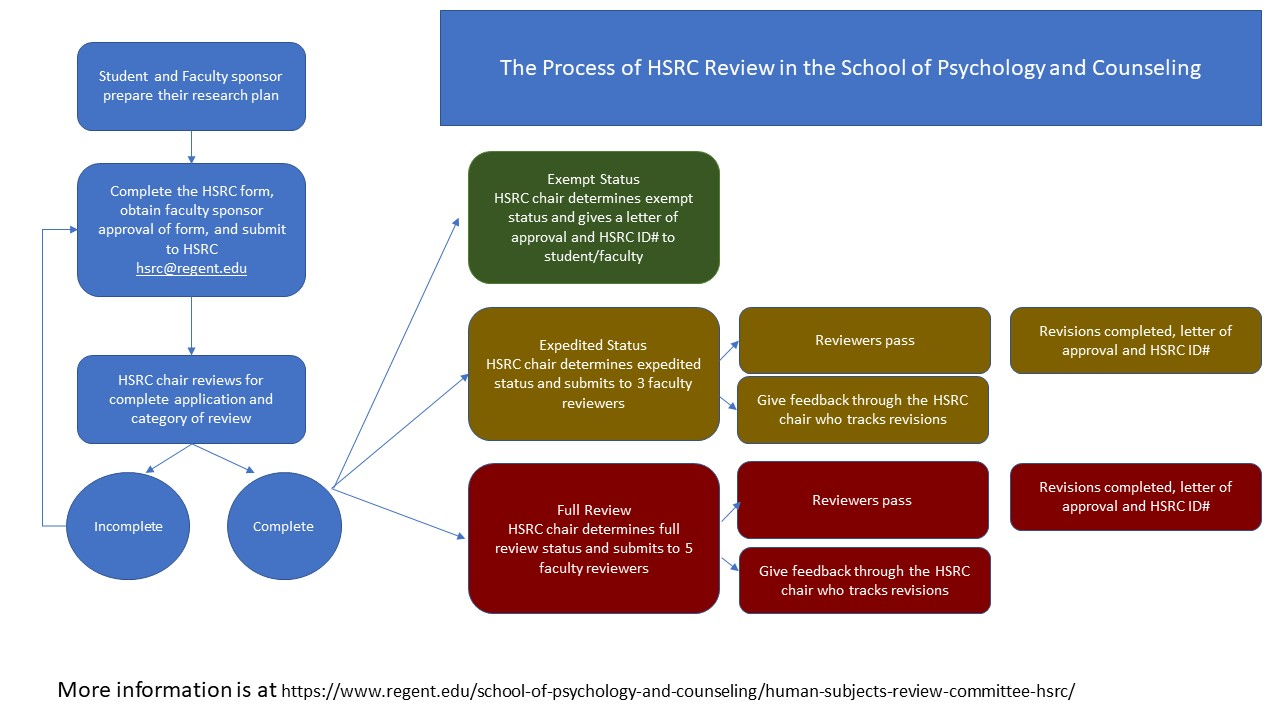 The Process of HSRC Review in the School of Psychology and Counseling
Student and Faculty sponsor
prepare their research plan
Complete the HSRC form,
obtain faculty sponsor
approval of form, and submit
to HSRC
hsrc@regent.edu
HSRC chair reviews for
complete application and
category of review
Incomplete
Complete
Exempt Status
HSRC chair determines exempt
status and gives a letter of
approval and HSRC ID# to
student/faculty
Expedited Status
HSRC chair determines expedited
status and submits to 3 faculty
reviewers
Reviewers pass
Give feedback through the HSRC
chair who tracks revisions
Revisions completed, letter of
approval and HSRC ID#
Full Review
HSRC chair determines full
review status and submits to 5
faculty reviewers
Reviewers pass
Give feedback through the HSRC
chair who tracks revisions
Revisions completed, letter of
approval and HSRC ID#
More information is at https://www.regent.edu/school-of-psychology-and-counseling/human-subjects-review-committee-hsrc/